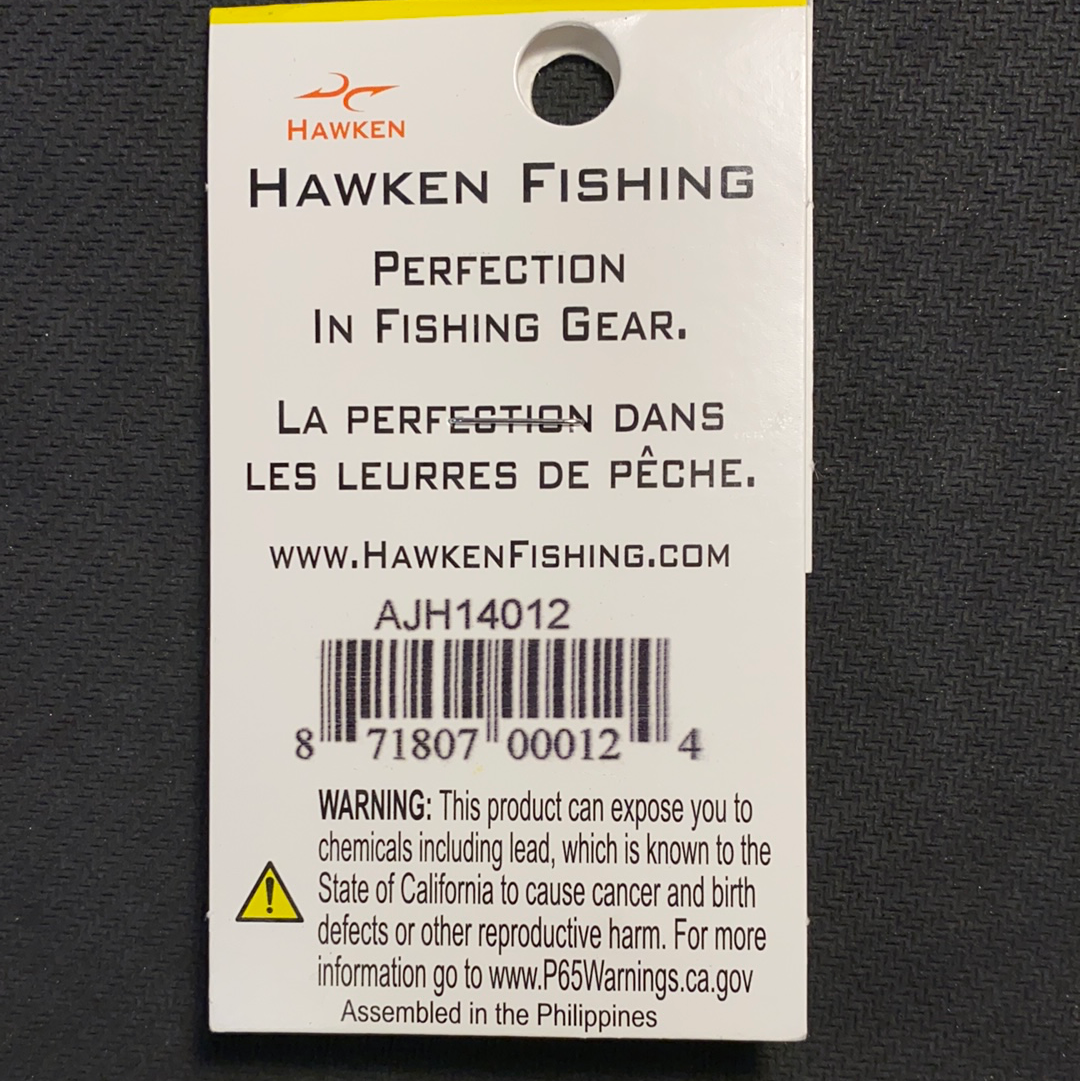 HAWKEN
HAWKEN FISHING
PERFECTION
IN FISHING GEAR.
LA PERFECTION DANS
LES LEURRES DE PÊCHE.
WWW.HAWKENFISHING.COM
AJH14012
8 71807 00012 4
WARNING: This product can expose you to
chemicals including lead, which is known to the
State of California to cause cancer and birth
defects or other reproductive harm. For more
information go to www.P65Warnings.ca.gov
Assembled in the Philippines